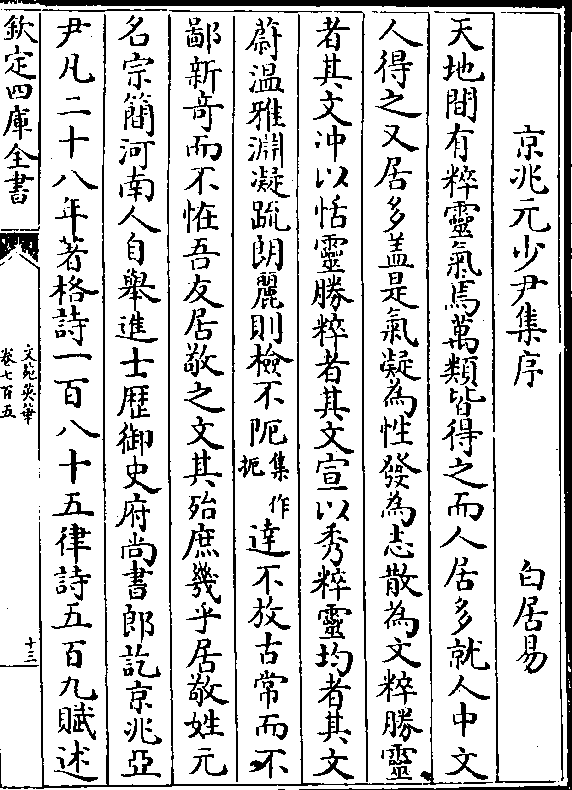 京兆元少尹集序　白居易
天地間有粹靈氣焉萬類皆得之而人居多就人中文
人得之又居多盖是氣凝為性發為志散為文粹勝靈
者其文冲以恬靈勝粹者其文宣以秀粹靈均者其文
蔚温雅淵凝䟽朗麗則檢不阨集作扼達不放古常而不
鄙新竒而不恠吾友居敬之文其殆庶幾乎居敬姓元
名宗簡河南人自舉進士歴御史府尚書郎訖京兆亞
尹凡二十八年著格詩一百八十五律詩五百九賦述
欽定四庫全書
文苑英華
卷七百五
十三